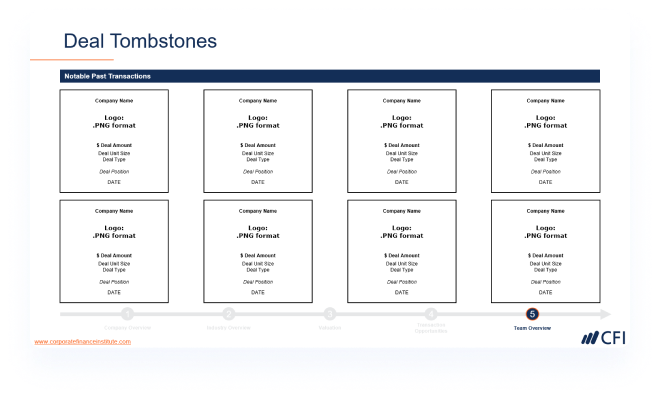 Deal Tombstones
Notable Past Transactions
Company Name
Logo:
.PNG format
$ Deal Amount
Deal Unit Size
Deal Type
Deal Position
DATE
Company Name
Logo:
.PNG format
$ Deal Amount
Deal Unit Size
Deal Type
Deal Position
DATE
Company Name
Logo:
.PNG format
$ Deal Amount
Deal Unit Size
Deal Type
Deal Position
DATE
Company Name
Logo:
.PNG format
$ Deal Amount
Deal Unit Size
Deal Type
Deal Position
DATE
Company Name
Logo:
.PNG format
$ Deal Amount
Deal Unit Size
Deal Type
Deal Position
DATE
Company Name
Logo:
.PNG format
$ Deal Amount
Deal Unit Size
Deal Type
Deal Position
DATE
Company Name
Logo:
.PNG format
$ Deal Amount
Deal Unit Size
Deal Type
Deal Position
DATE
Company Name
Logo:
.PNG format
$ Deal Amount
Deal Unit Size
Deal Type
Deal Position
DATE
1
Company Overview
2
Overview
3
Valuation
4
Transaction
Opportunities
5
Team Overview
www.corporatefinanceinstitute.com
CFI